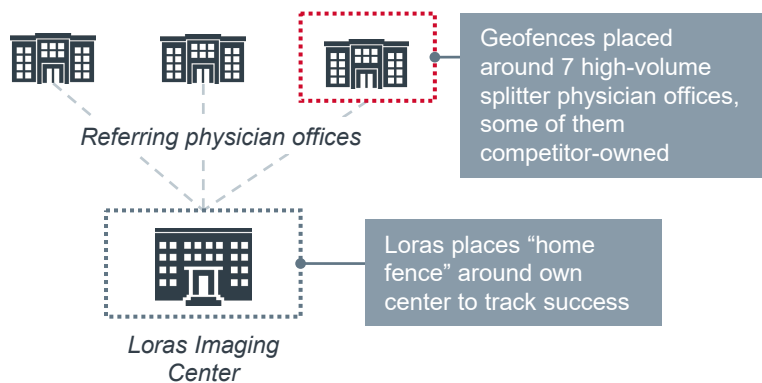 Geofences placed
around 7 high-volume
splitter physician offices,
some of them
competitor-owned
Referring physician offices
Loras places “home
fence” around own
center to track success
Loras Imaging
Center